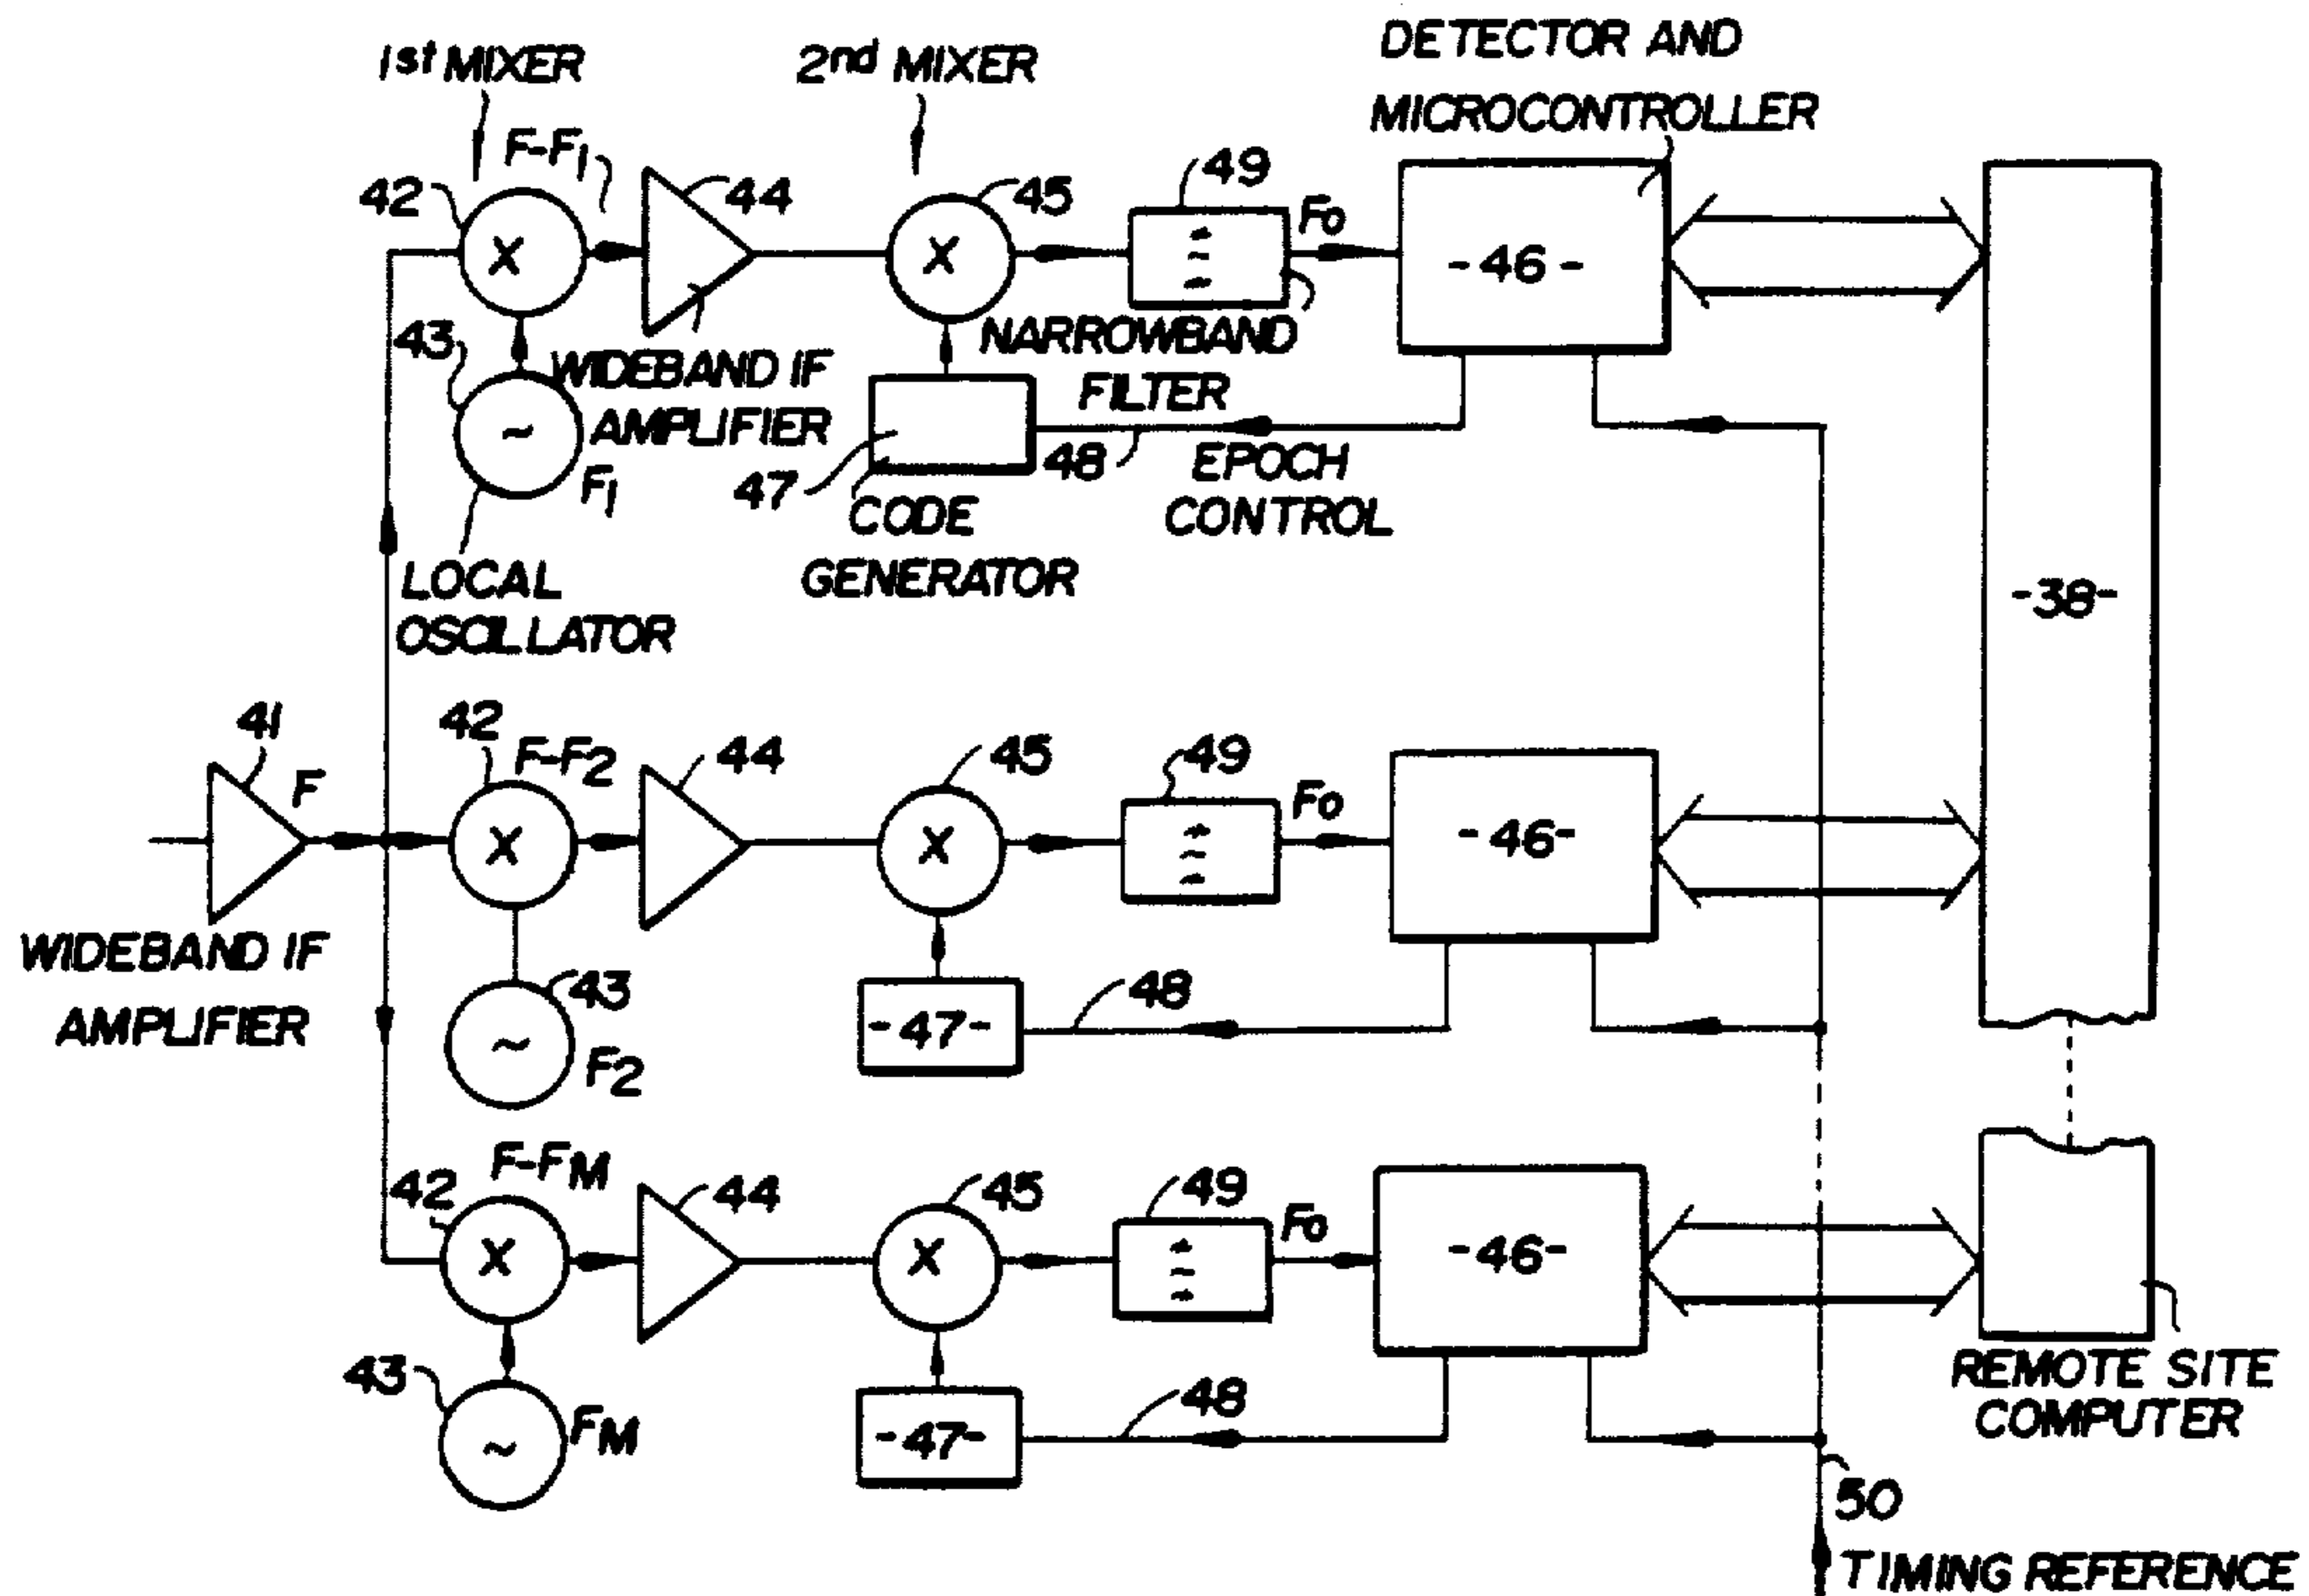 1st MIXER
2nd MIXER
DETECTOR AND
MICROCONTROLLER
F-F1
42
44
45
49
F0
-46-
X
X
43
~
F1
WIDEBAND IF
AMPLIFIER
NARROWBAND
FILTER
47
48
EPOCH
CONTROL
CODE
GENERATOR
LOCAL
OSCILLATOR
-38-
41
F
WIDEBAND IF
AMPLIFIER
42
F-F2
44
45
49
F0
-46-
X
X
43
~
F2
-47-
48
42
F-FM
44
45
49
F0
-46-
X
X
43
~
FM
-47-
48
REMOTE SITE
COMPUTER
50
TIMING REFERENCE